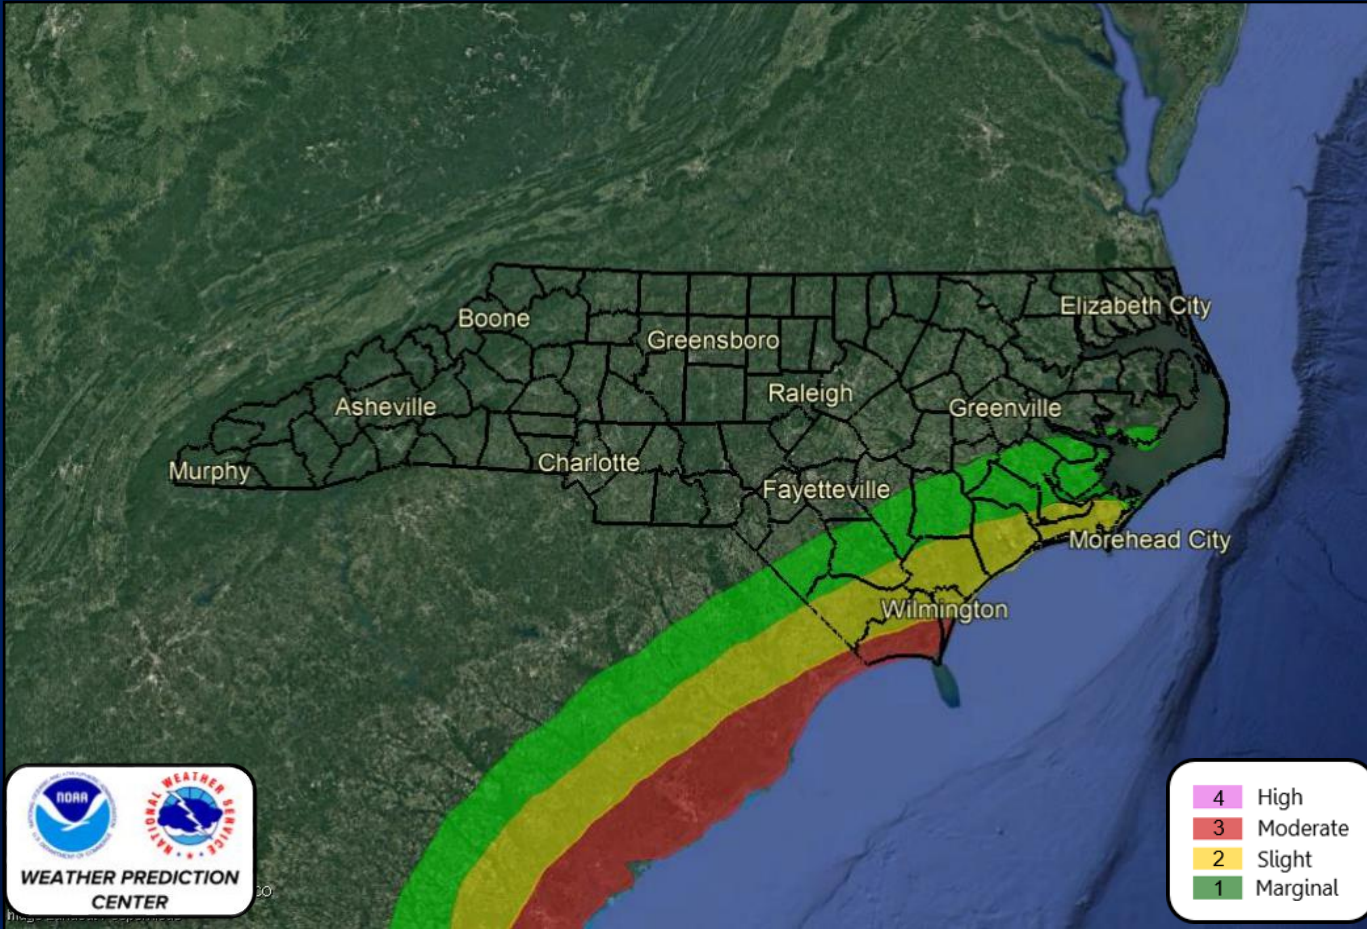 Elizabeth City
Boone
Greensboro
Raleigh
Asheville
Greenville
Charlotte
Murphy
Fayetteville
Morehead City
Wilmington
NOAA
NATIONAL WEATHER SERVICE
WEATHER PREDICTION
CENTER
4 High
3 Moderate
2 Slight
1 Marginal